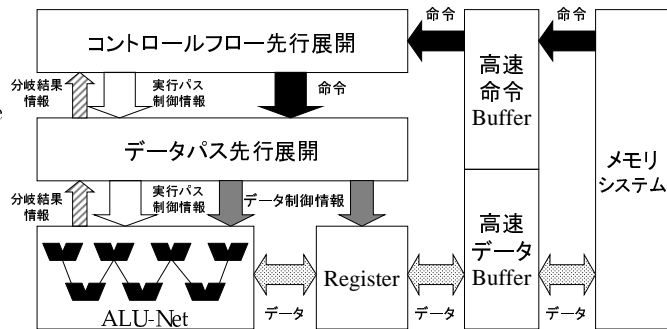 命令
命令
コントロールフロー先行展開
高速
命令
Buffer
メモリ
システム
分岐結果
情報
実行パス
制御情報
命令
e
データパス先行展開
分岐結果
情報
実行パス
制御情報
データ制御情報
高速
データ
Buffer
Register
ALU-Net
データ
データ
データ